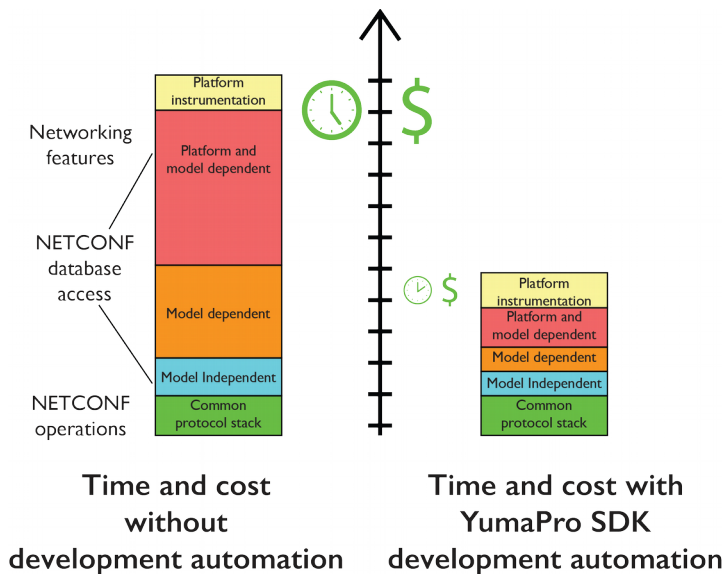 Platform
instrumentation
Networking
features
Platform and
model dependent
NETCONF
database
access
Model dependent
Model Independent
NETCONF
operations
Common
protocol stack
$
$
Platform
instrumentation
Platform and
model dependent
Model dependent
Model Independent
Common
protocol stack
Time and cost
without
development automation
Time and cost with
YumaPro SDK
development automation